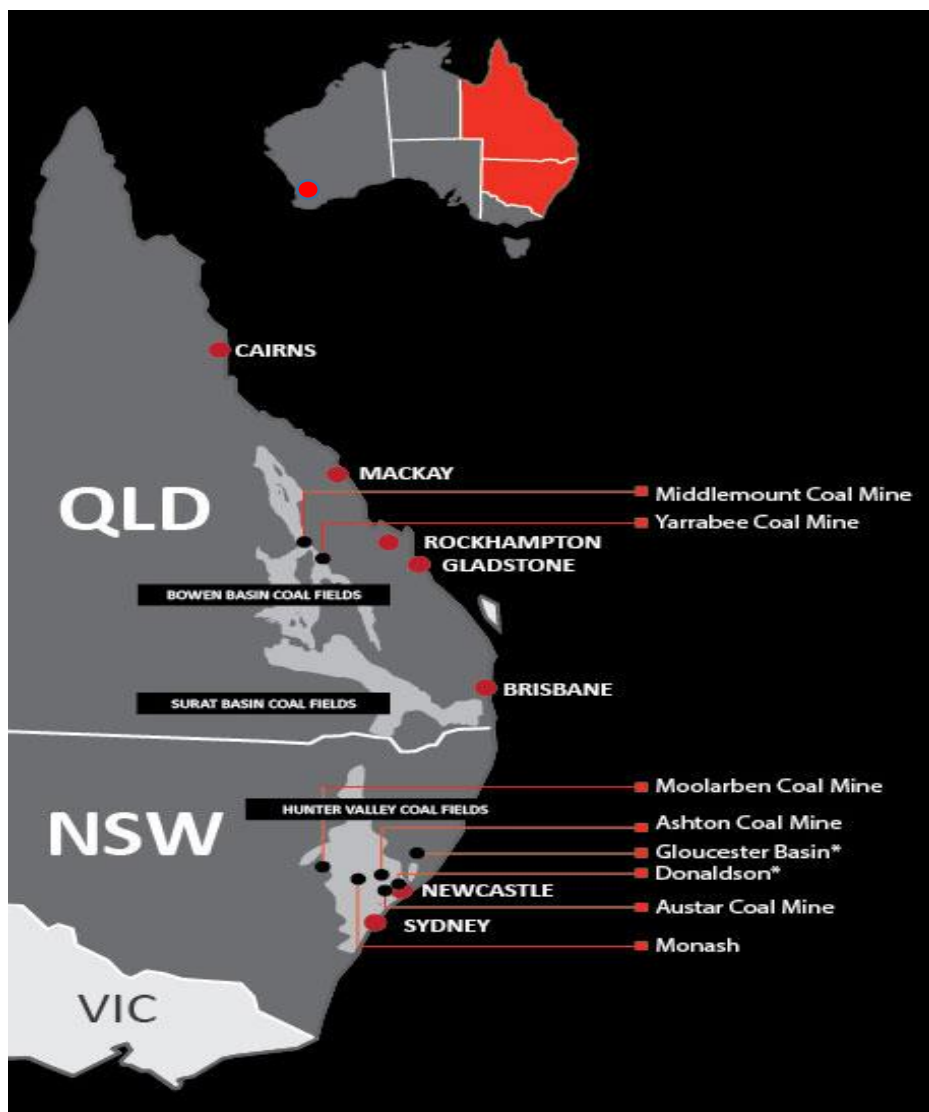 CAIRNS
MACKAY
QLD
Middlemount Coal Mine
Yarrabee Coal Mine
ROCKHAMPTON
GLADSTONE
BOWEN BASIN COAL FIELDS
BRISBANE
SURAT BASIN COAL FIELDS
Moolarben Coal Mine
HUNTER VALLEY COAL FIELDS
NSW
Ashton Coal Mine
Gloucester Basin*
Donaldson*
NEWCASTLE
Austar Coal Mine
SYDNEY
Monash
VIC